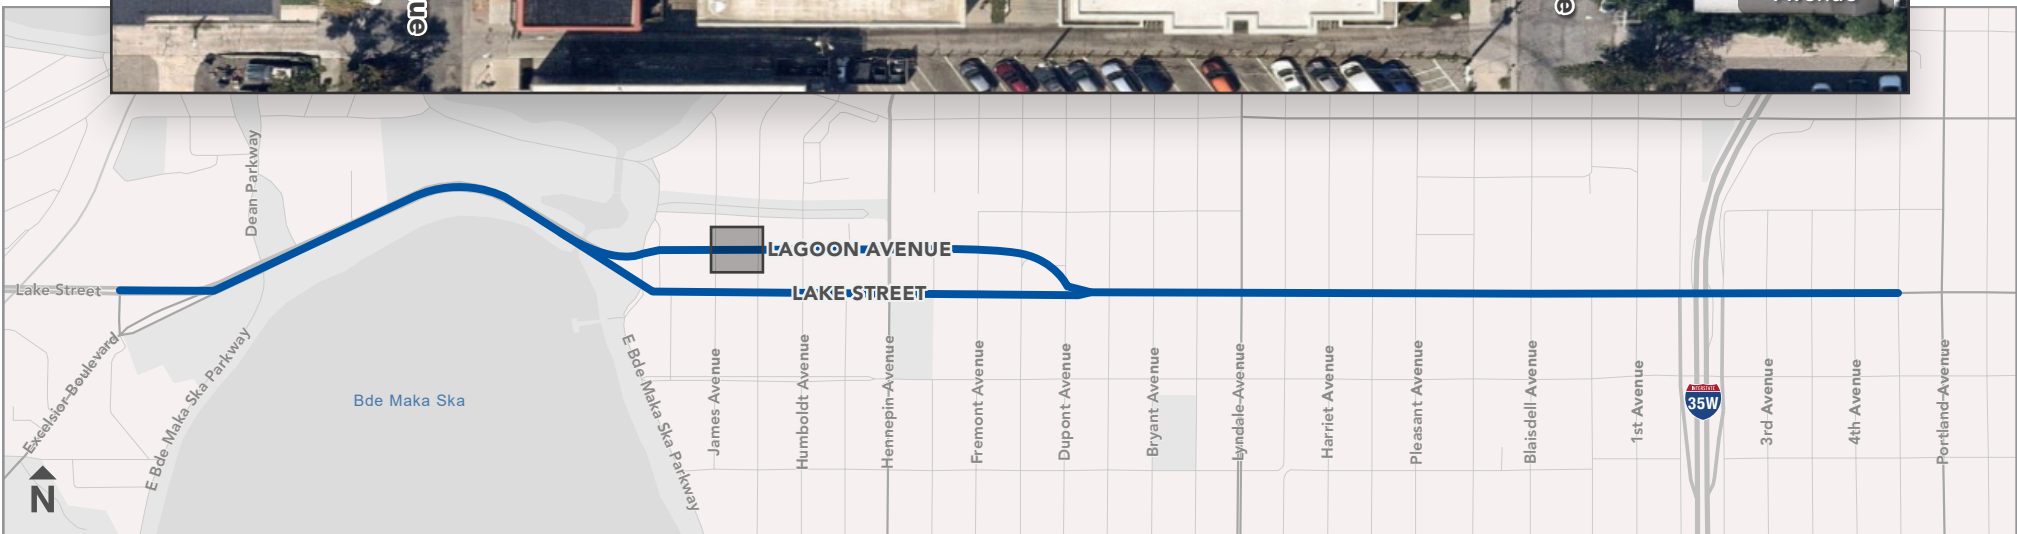 ue
Dean Parkway
LAGOON AVENUE
Lake Street
LAKE STREET
Excelsior Boulevard
E Bde Maka Ska Parkway
Bde Maka Ska
E Bde Maka Ska Parkway
James Avenue
Humboldt Avenue
Hennepin Avenue
Fremont Avenue
Dupont Avenue
Bryant Avenue
Lyndale Avenue
Harriet Avenue
Pleasant Avenue
Blaisdell Avenue
1st Avenue
INTERSTATE
35W
3rd Avenue
4th Avenue
Portland Avenue
N